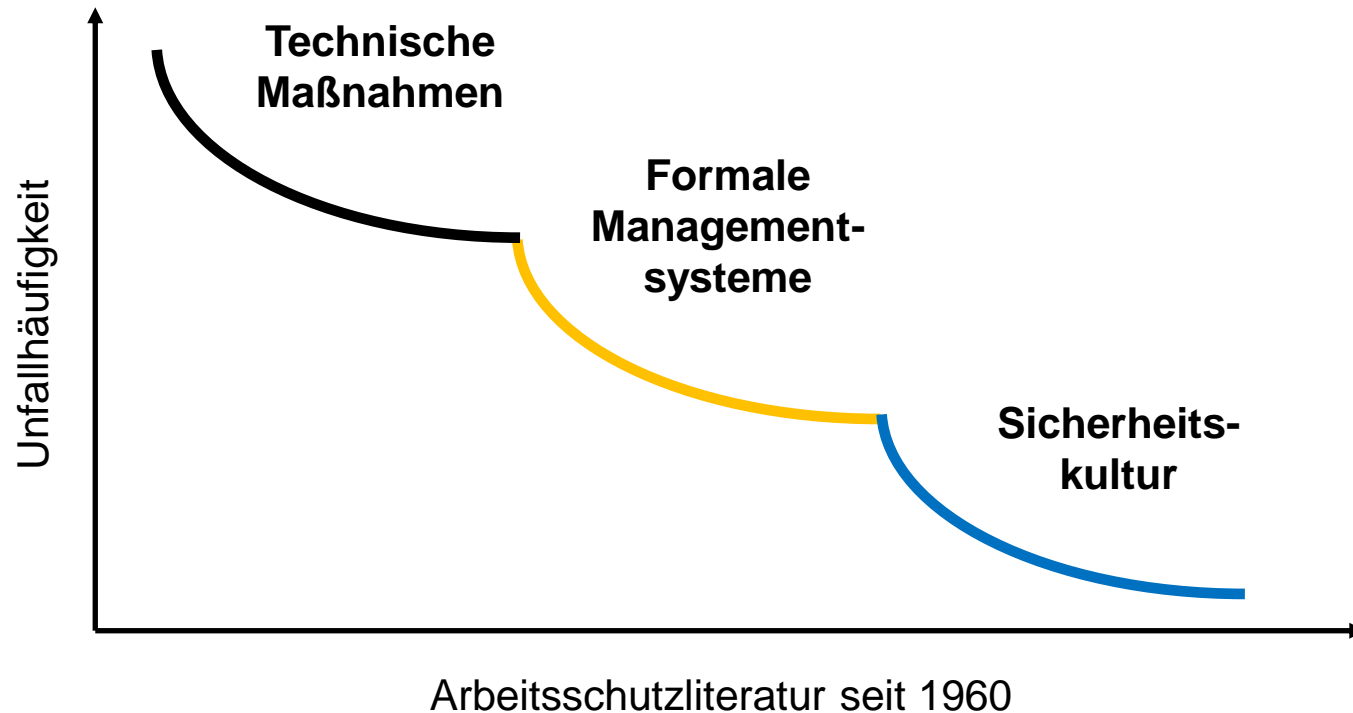 Technische
Maßnahmen
Formale
Management-
systeme
Sicherheits-
kultur
Unfallhäufigkeit
Arbeitsschutzliteratur seit 1960